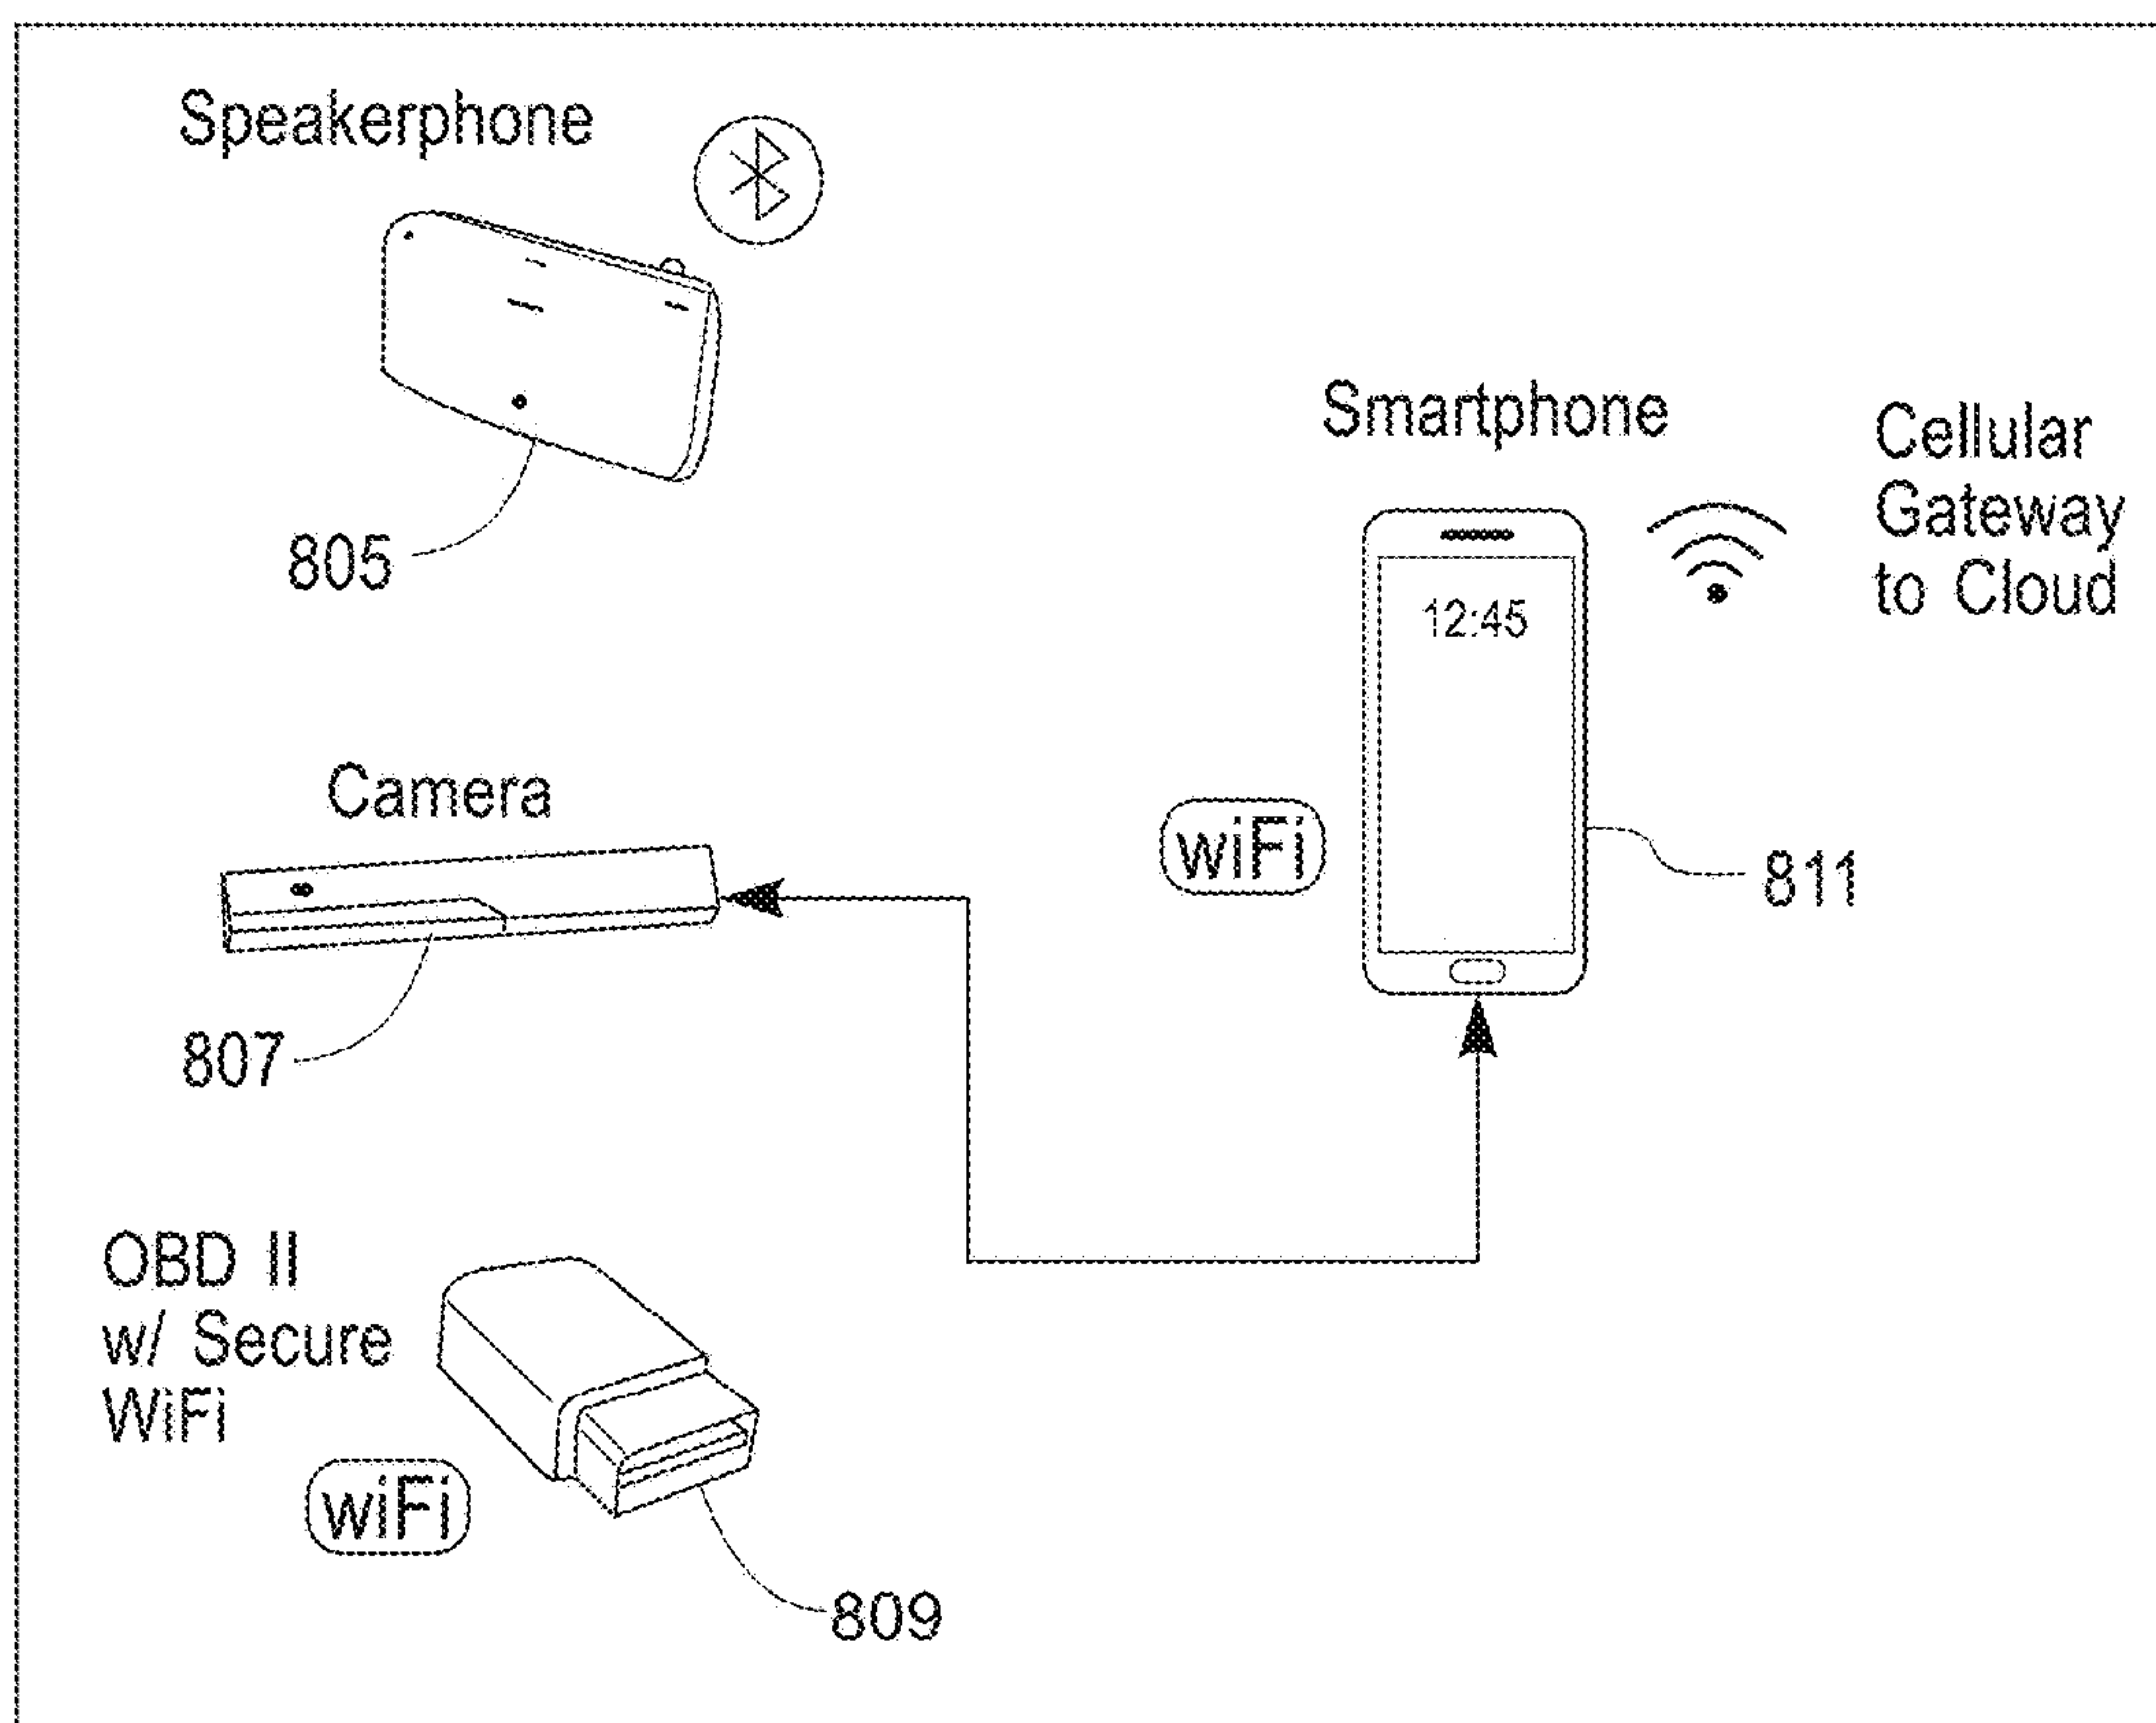 Speakerphone
805
Smartphone
Cellular
Gateway
to Cloud
12:45
Camera
wiFi
811
807
OBD II
w/ Secure
WiFi
wiFi
809